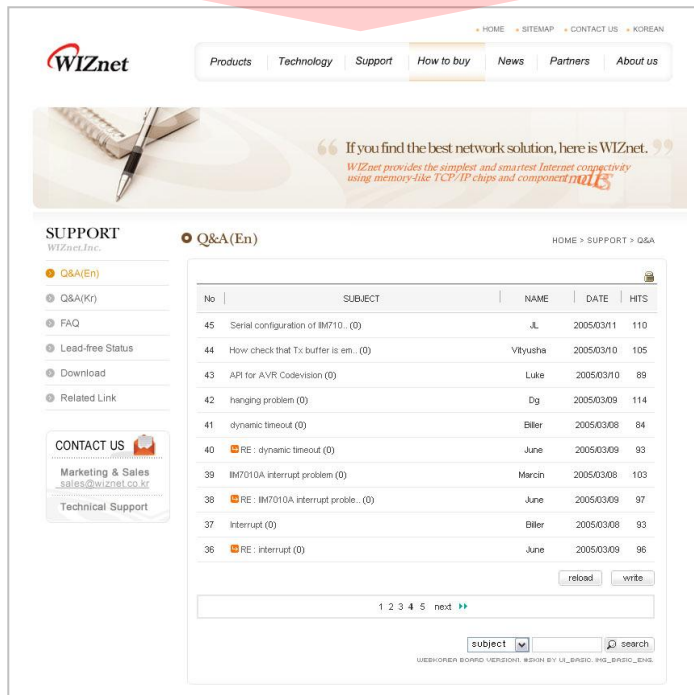 HOME SITEMAP CONTACT US KOREAN
WIZnet
Products Technology Support How to buy News Partners About us
If you find the best network solution, here is WIZnet.
WIZnet provides the simplest and smartest Internet connectivity
using memory-like TCP/IP chips and component
SUPPORT
WIZnet.Inc.
Q&A(En)
Q&A(Kr)
FAQ
Lead-free Status
Download
Related Link
CONTACT US
Marketing & Sales
sales@wiznet.co.kr
Technical Support
Q&A(En)
HOME > SUPPORT > Q&A
No SUBJECT NAME DATE HITS
45 Serial configuration of IIM710.. (0) JL 2005/03/11 110
44 How check that Tx buffer is em.. (0) Vityusha 2005/03/10 105
43 API for AVR Codevision (0) Luke 2005/03/10 89
42 hanging problem (0) Dg 2005/03/09 114
41 dynamic timeout (0) Biller 2005/03/08 84
40 RE : dynamic timeout (0) June 2005/03/09 93
39 IIM7010A interrupt problem (0) Marcin 2005/03/08 103
38 RE : IIM7010A interrupt proble.. (0) June 2005/03/09 97
37 Interrupt (0) Biller 2005/03/08 93
36 RE : interrupt (0) June 2005/03/09 96
reload write
1 2 3 4 5 next
subject search
WEBKOREA BOARD VERSION1. #SKIN BY UI_BASIC. IMG_BASIC_ENG.